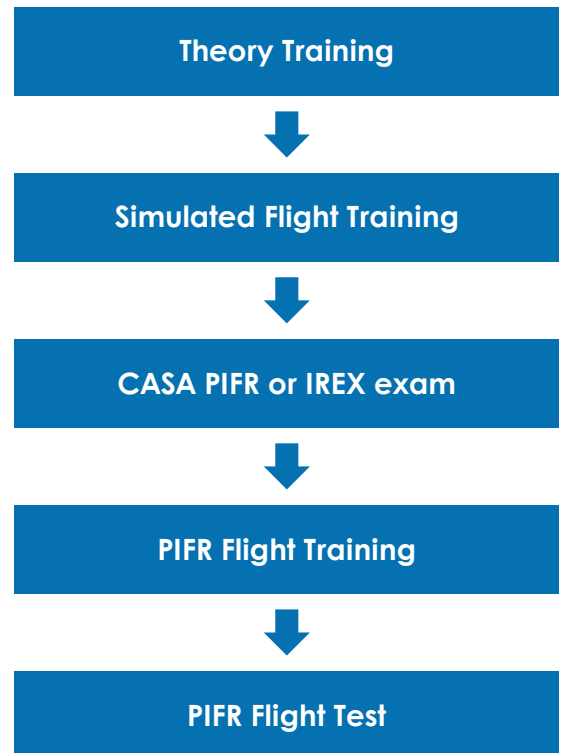 Theory Training
Simulated Flight Training
CASA PIFR or IREX exam
PIFR Flight Training
PIFR Flight Test